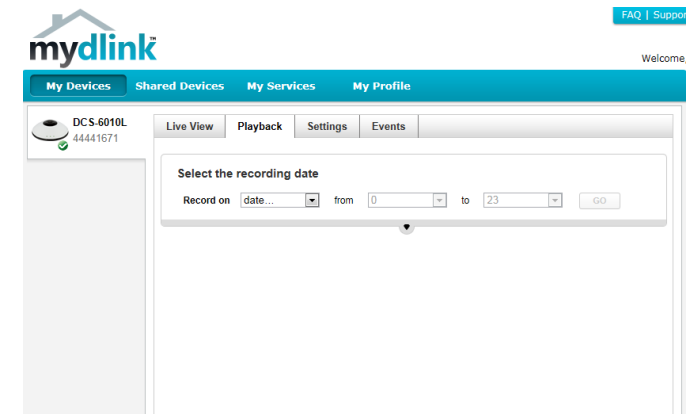 FAQ | Suppor
mydlink
Welcome,
My Devices Shared Devices My Services My Profile
DCS-6010L
44441671
Live View Playback Settings Events
Select the recording date
Record on date... from 0 to 23 GO